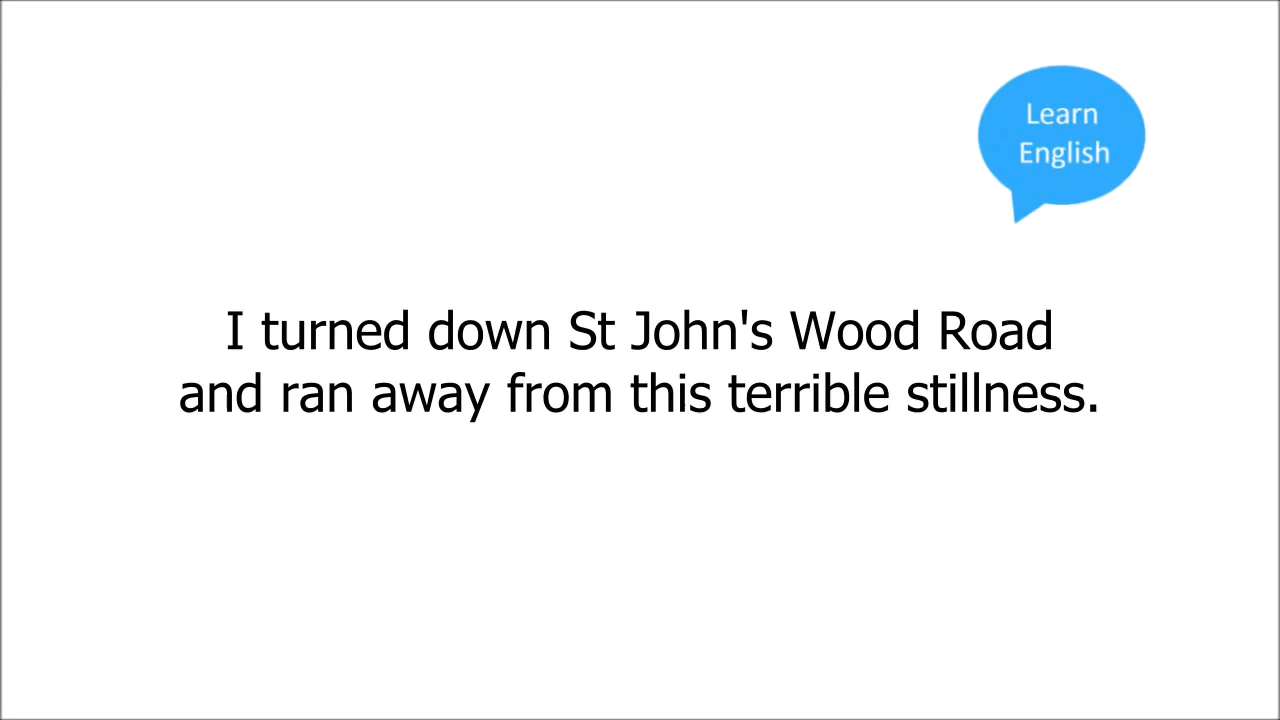 Learn
English
I turned down St John's Wood Road
and ran away from this terrible stillness.